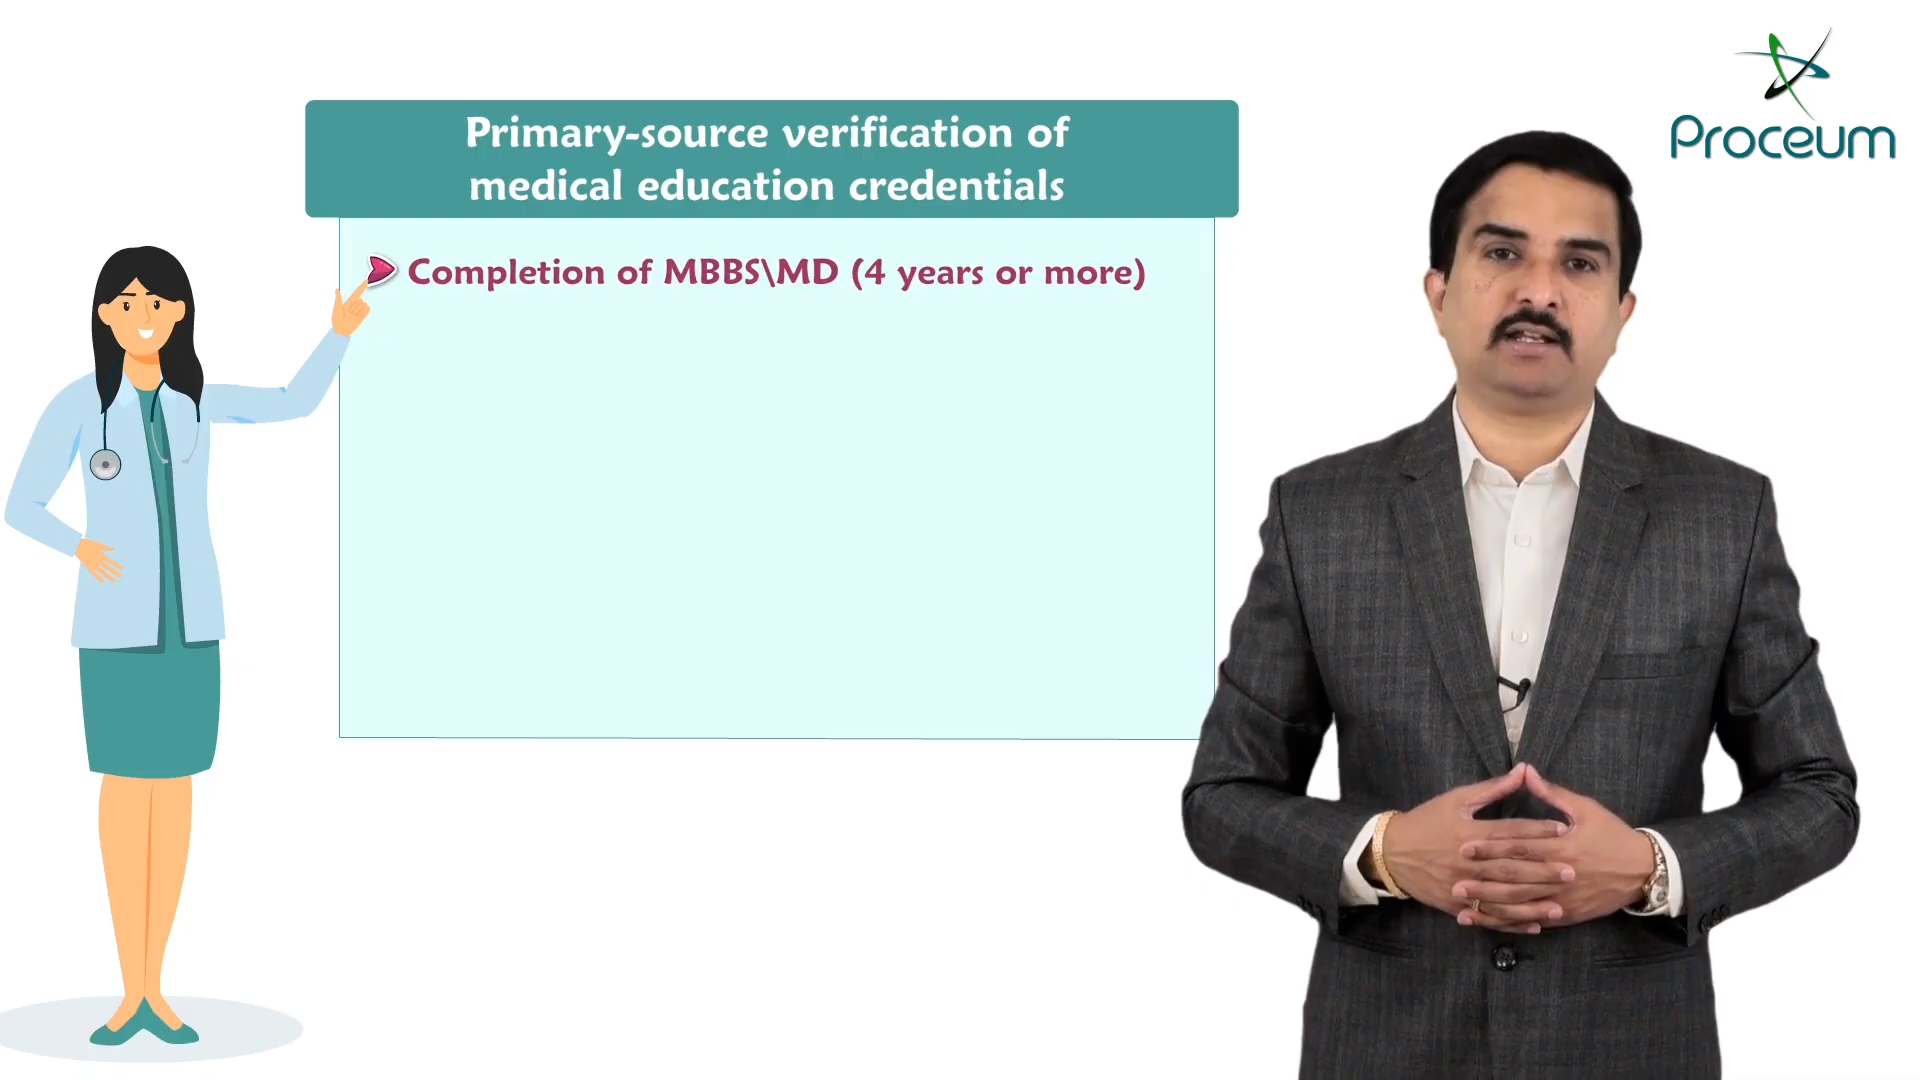 Primary-source verification of
medical education credentials
Completion of MBBS\MD (4 years or more)
Proceum